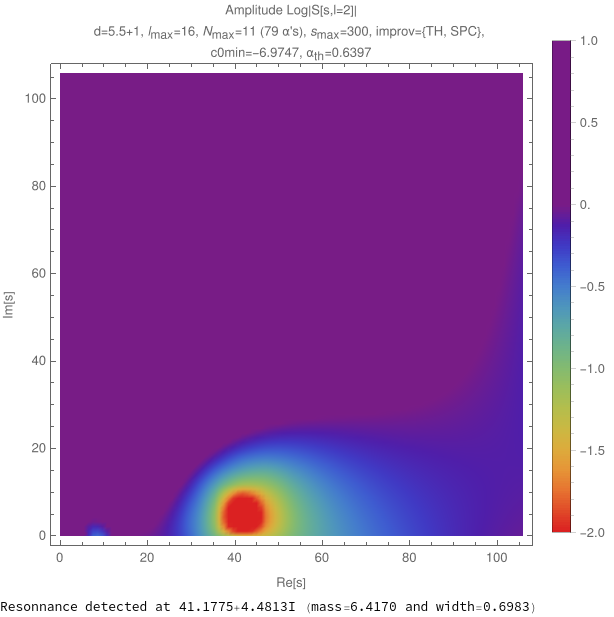 Amplitude Log|S[s,l=2]|
d=5.5+1, lmax=16, Nmax=11 (79 α's), smax=300, improv={TH, SPC},
c0min=−6.9747, αth=0.6397
1.0
0.5
0.
−0.5
−1.0
−1.5
−2.0
100
80
60
40
20
0
Im[s]
0 20 40 60 80 100
Re[s]
Resonnance detected at 41.1775+4.4813I (mass=6.4170 and width=0.6983)